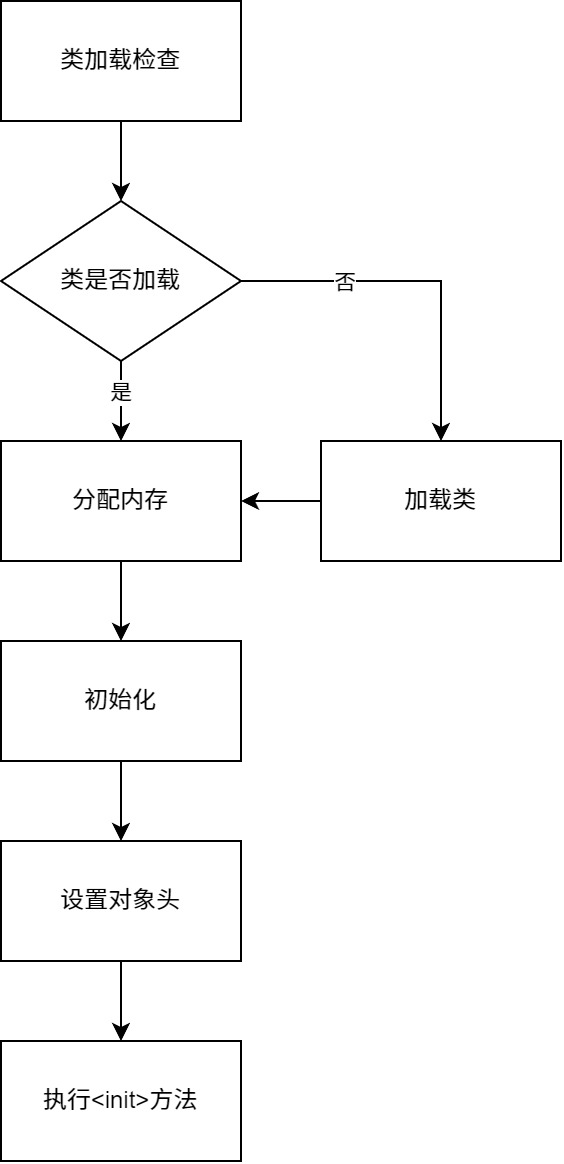 类加载检查
类是否加载
否
是
分配内存
加载类
初始化
设置对象头
执行<init>方法